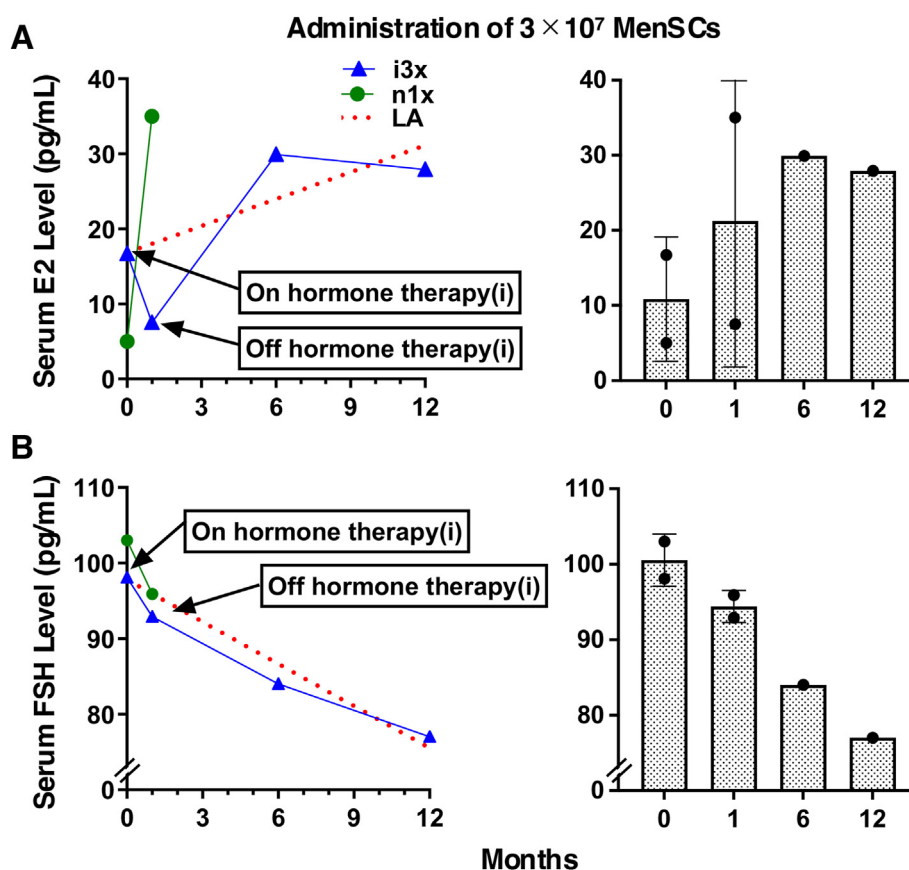 Administration of 3×10⁷ MenSCs
A
i3x
n1x
LA
Serum E2 Level (pg/mL)
40
30
20
10
0
On hormone therapy(i)
Off hormone therapy(i)
0 3 6 9 12
40
30
20
10
0
0 1 6 12
B
Serum FSH Level (pg/mL)
110
100
90
80
0
On hormone therapy(i)
Off hormone therapy(i)
0 3 6 9 12
110
100
90
80
0
0 1 6 12
Months